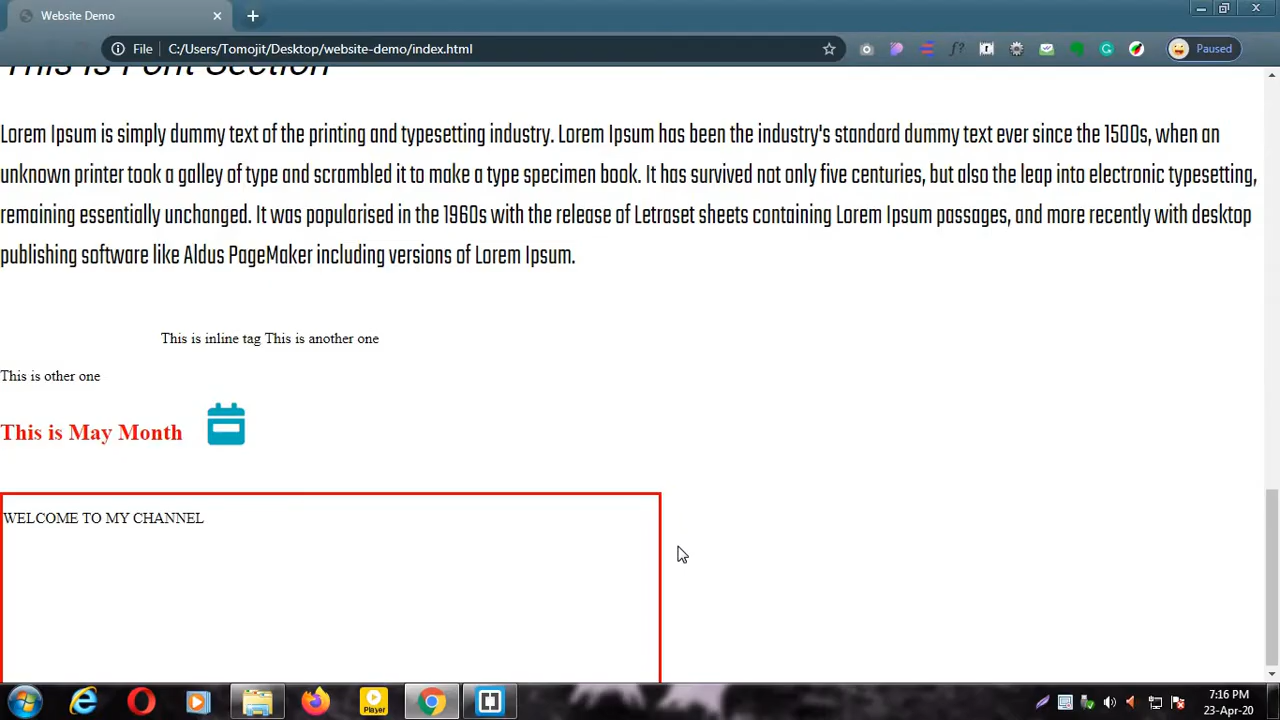 Website Demo
File
C:/Users/Tomojit/Desktop/website-demo/index.html
Paused
This Is Font Section
Lorem Ipsum is simply dummy text of the printing and typesetting industry. Lorem Ipsum has been the industry's standard dummy text ever since the 1500s, when an
unknown printer took a galley of type and scrambled it to make a type specimen book. It has survived not only five centuries, but also the leap into electronic typesetting,
remaining essentially unchanged. It was popularised in the 1960s with the release of Letraset sheets containing Lorem Ipsum passages, and more recently with desktop
publishing software like Aldus PageMaker including versions of Lorem Ipsum.
This is inline tag This is another one
This is other one
This is May Month
WELCOME TO MY CHANNEL
Player
7:16 PM
23-Apr-20